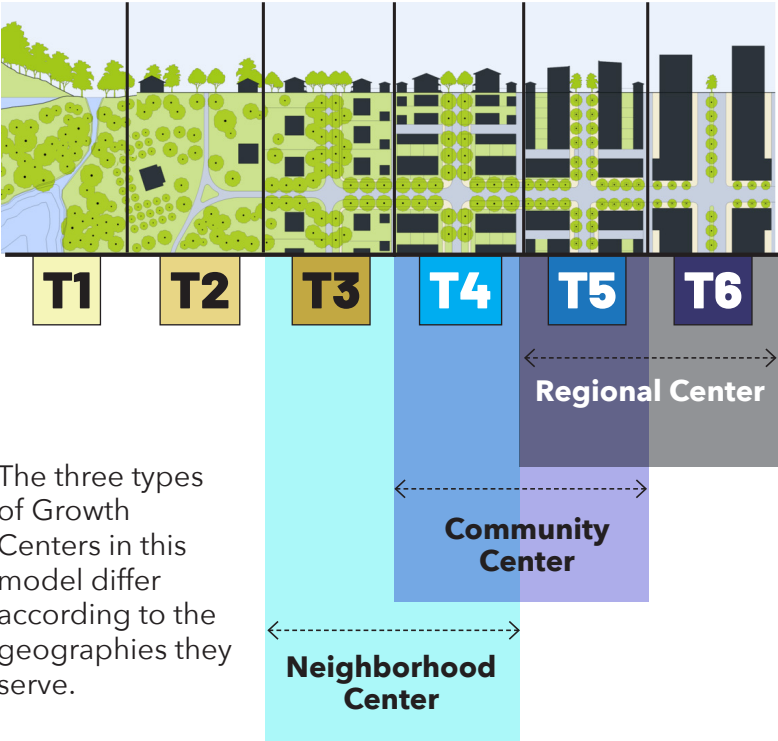 T1 T2 T3 T4 T5 T6
Regional Center
Community
Center
Neighborhood
Center
The three types
of Growth
Centers in this
model differ
according to the
geographies they
serve.